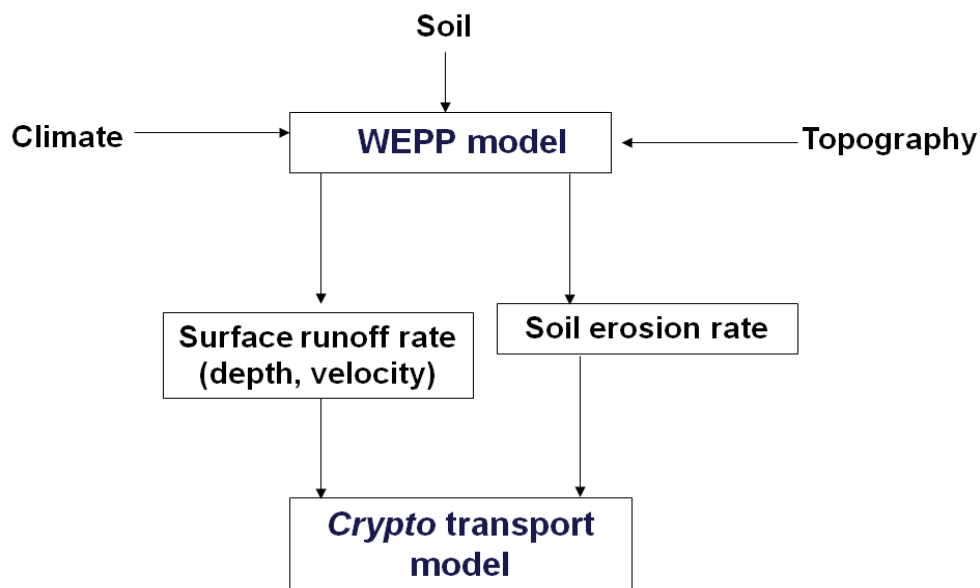 Soil
Climate
WEPP model
Topography
Surface runoff rate
(depth, velocity)
Soil erosion rate
Crypto transport
model